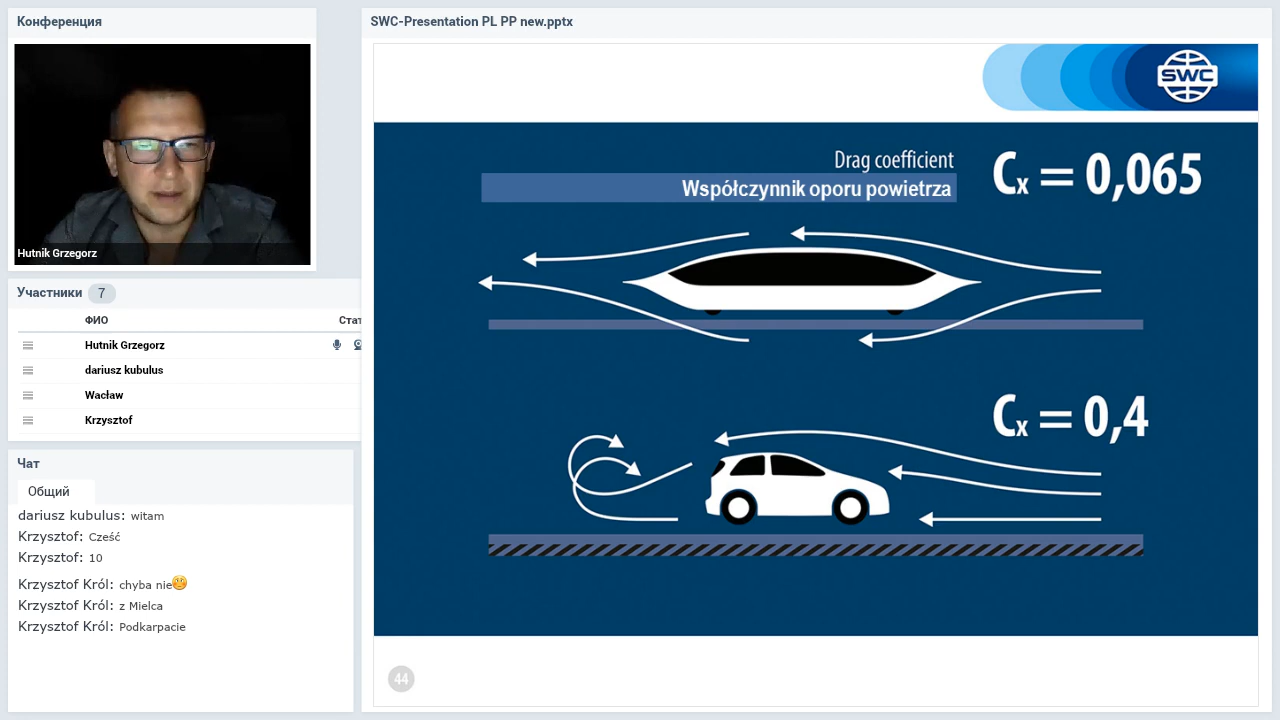 Конференция
Hutnik Grzegorz
Участники 7
ФИО Стат
Hutnik Grzegorz
dariusz kubulus
Wacław
Krzysztof
Чат
Общий
dariusz kubulus: witam
Krzysztof: Cześć
Krzysztof: 10
Krzysztof Król: chyba nie
Krzysztof Król: z Mielca
Krzysztof Król: Podkarpacie
SWC-Presentation PL PP new.pptx
SWC
Drag coefficient
Współczynnik oporu powietrza
Cx = 0,065
Cx = 0,4
44